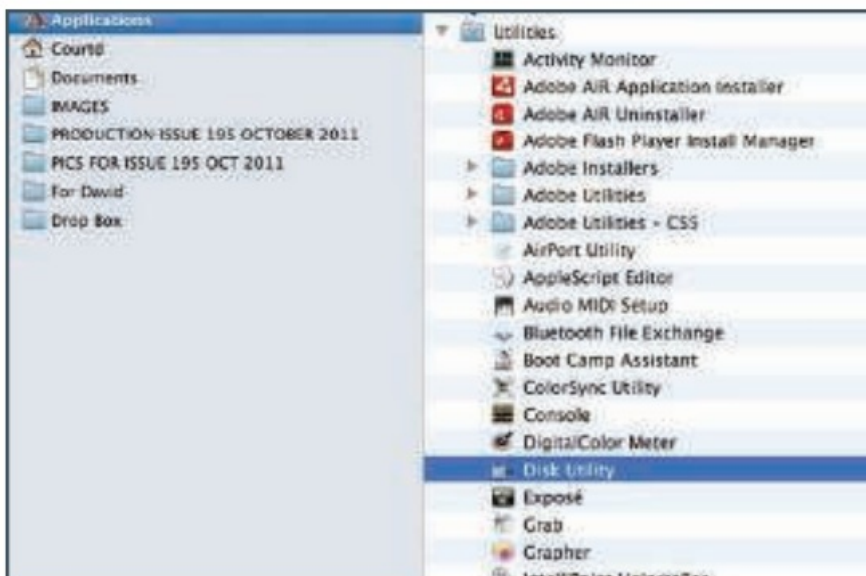 Applications
Courtd
Documents
IMAGES
PRODUCTION ISSUE 195 OCTOBER 2011
PICS FOR ISSUE 195 OCT 2011
For David
Drop Box
Utilities
Activity Monitor
Adobe AIR Application Installer
Adobe AIR Uninstaller
Adobe Flash Player Install Manager
Adobe Installers
Adobe Utilities
Adobe Utilities - CS5
AirPort Utility
AppleScript Editor
Audio MIDI Setup
Bluetooth File Exchange
Boot Camp Assistant
ColorSync Utility
Console
DigitalColor Meter
Disk Utility
Exposé
Grab
Grapher